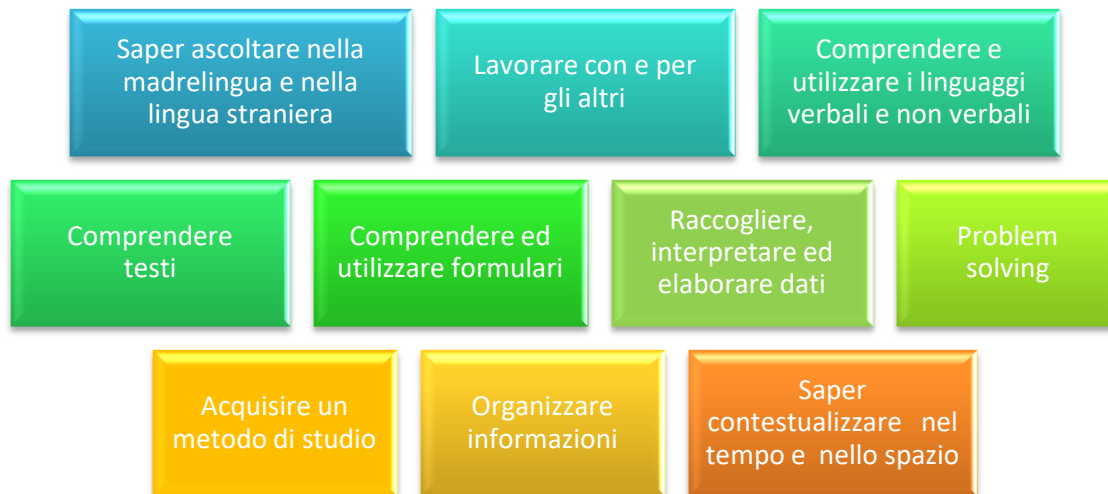 Saper ascoltare nella
madrelingua e nella
lingua straniera
Lavorare con e per
gli altri
Comprendere e
utilizzare i linguaggi
verbali e non verbali
Comprendere
testi
Comprendere ed
utilizzare formulari
Raccogliere,
interpretare ed
elaborare dati
Problem
solving
Acquisire un
metodo di studio
Organizzare
informazioni
Saper
contestualizzare nel
tempo e nello spazio